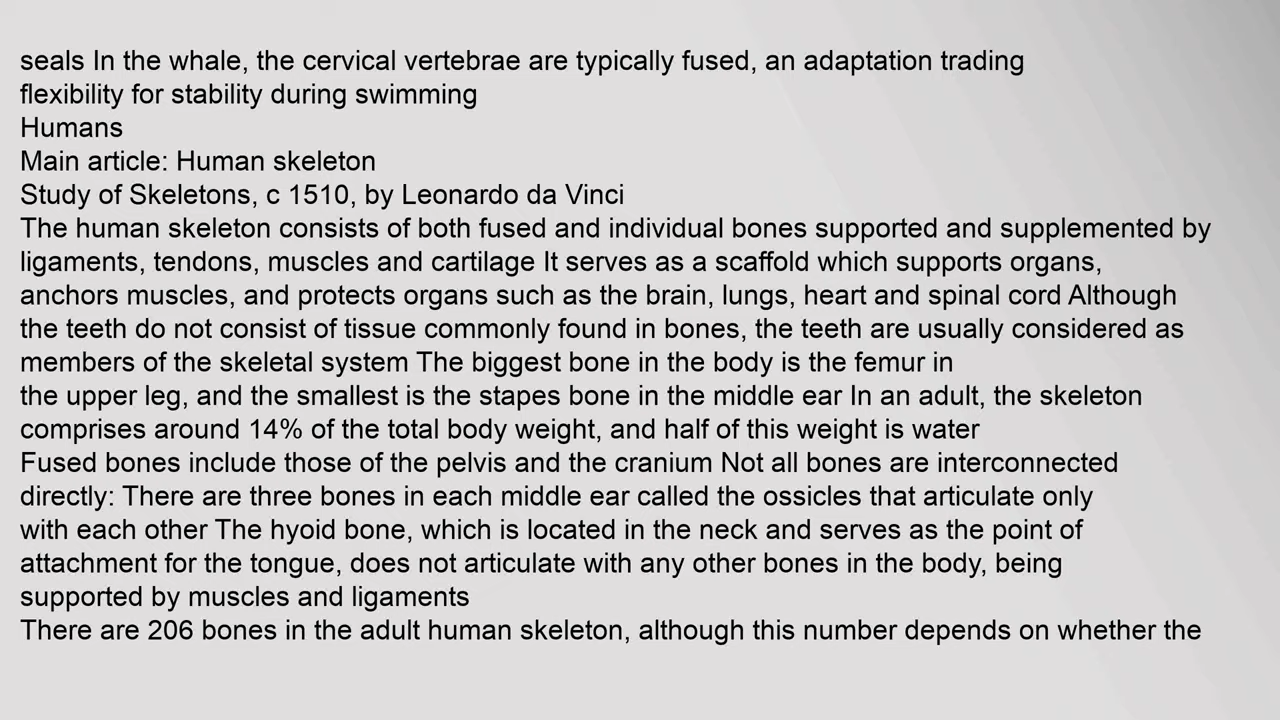 seals In the whale, the cervical vertebrae are typically fused, an adaptation trading
flexibility for stability during swimming
Humans
Main article: Human skeleton
Study of Skeletons, c 1510, by Leonardo da Vinci
The human skeleton consists of both fused and individual bones supported and supplemented by
ligaments, tendons, muscles and cartilage It serves as a scaffold which supports organs,
anchors muscles, and protects organs such as the brain, lungs, heart and spinal cord Although
the teeth do not consist of tissue commonly found in bones, the teeth are usually considered as
members of the skeletal system The biggest bone in the body is the femur in
the upper leg, and the smallest is the stapes bone in the middle ear In an adult, the skeleton
comprises around 14% of the total body weight, and half of this weight is water
Fused bones include those of the pelvis and the cranium Not all bones are interconnected
directly: There are three bones in each middle ear called the ossicles that articulate only
with each other The hyoid bone, which is located in the neck and serves as the point of
attachment for the tongue, does not articulate with any other bones in the body, being
supported by muscles and ligaments
There are 206 bones in the adult human skeleton, although this number depends on whether the